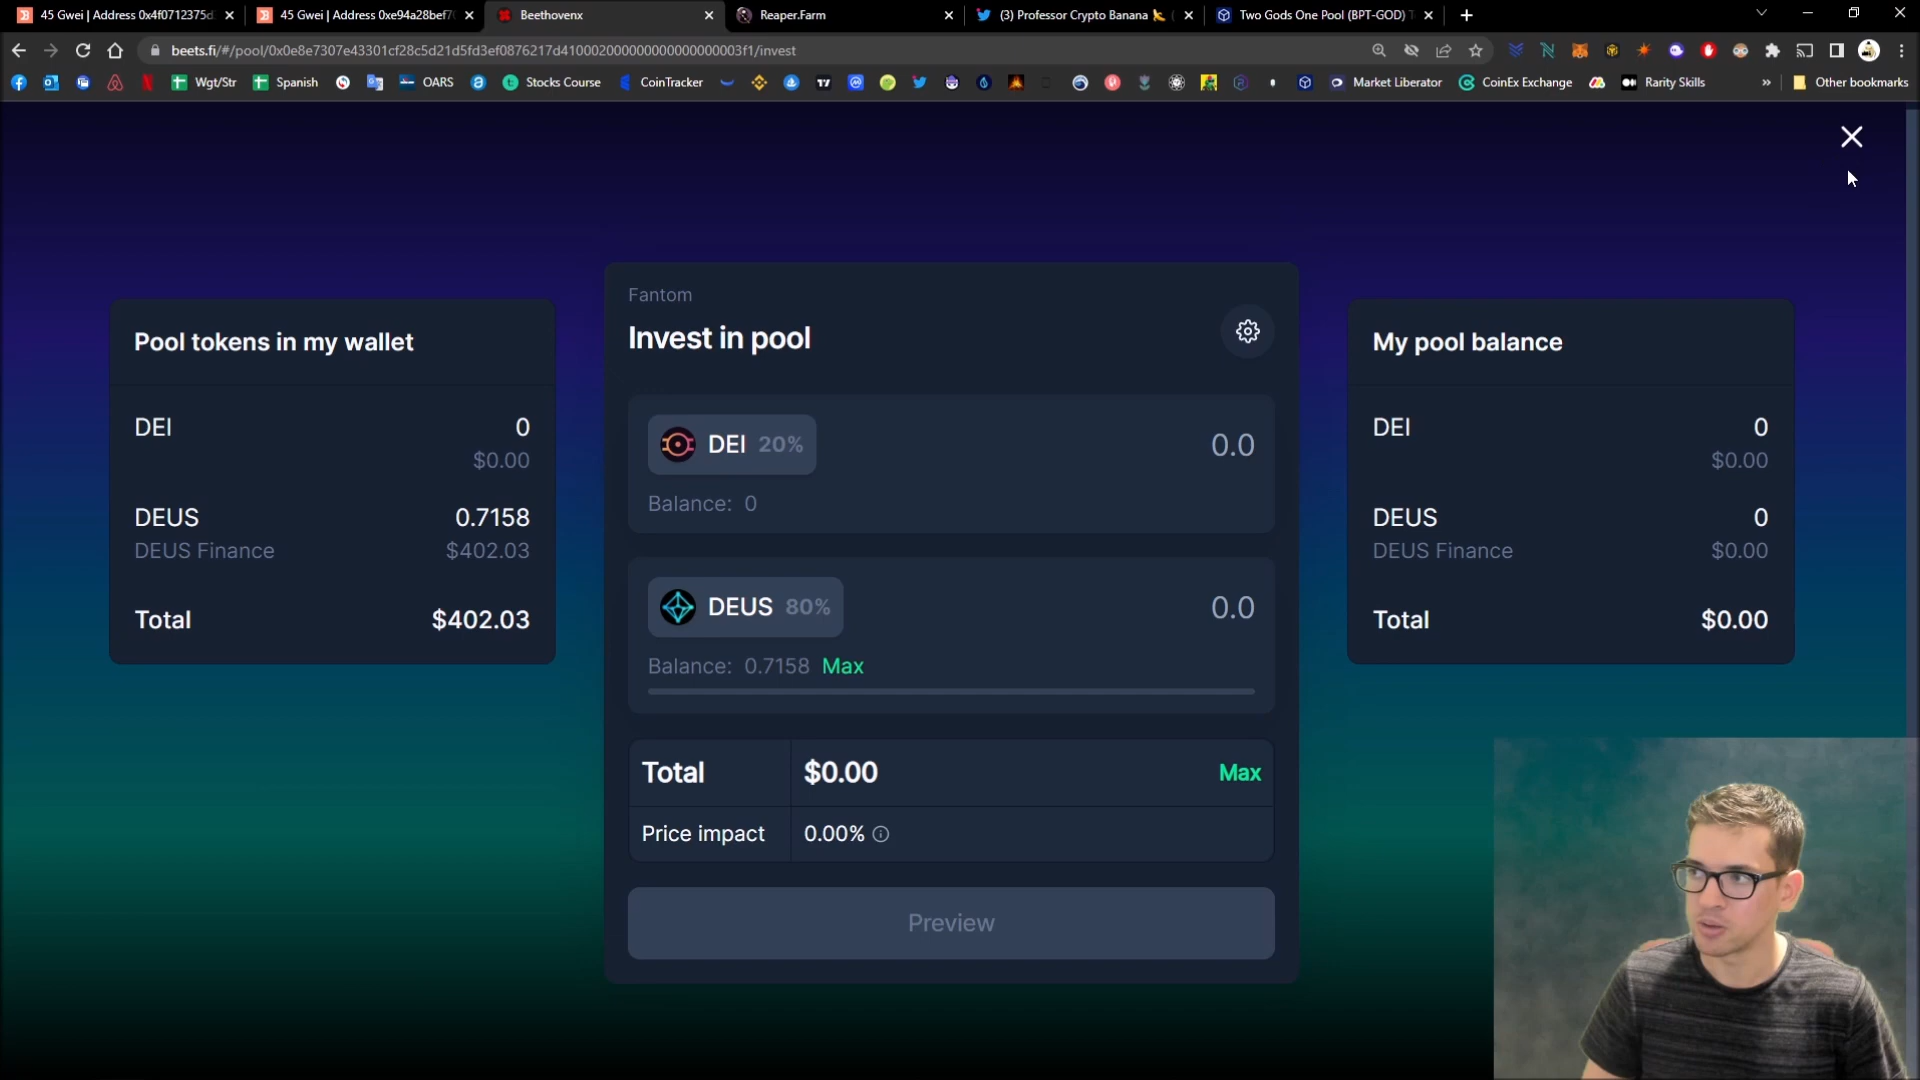 45 Gwei | Address 0x4f0712375d
45 Gwei | Address 0xe94a28bef7
Beethovenx
Reaper.Farm
(3) Professor Crypto Banana
Two Gods One Pool (BPT-GOD) T
beets.fi/#/pool/0x0e8e7307e43301cf28c5d21d5fd3ef0876217d410002000000000000000003f1/invest
Wgt/Str
Spanish
OARS
Stocks Course
CoinTracker
Market Liberator
CoinEx Exchange
Rarity Skills
Other bookmarks
Pool tokens in my wallet
DEI 0
$0.00
DEUS 0.7158
DEUS Finance $402.03
Total $402.03
Fantom
Invest in pool
DEI 20% 0.0
Balance: 0
DEUS 80% 0.0
Balance: 0.7158 Max
Total $0.00 Max
Price impact 0.00%
Preview
My pool balance
DEI 0
$0.00
DEUS 0
DEUS Finance $0.00
Total $0.00